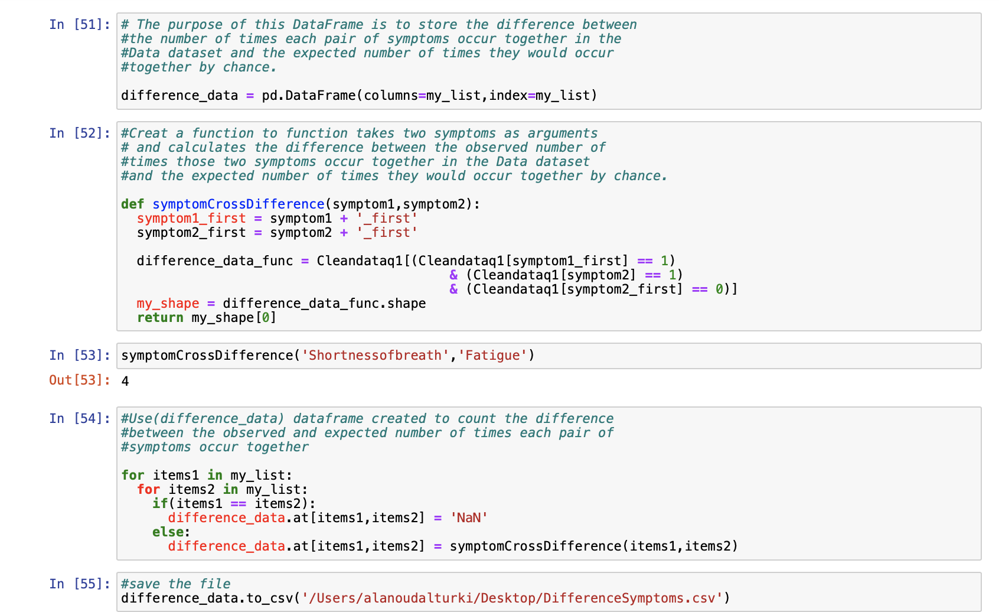 In [51]: # The purpose of this DataFrame is to store the difference between
#the number of times each pair of symptoms occur together in the
#Data dataset and the expected number of times they would occur
#together by chance.
difference_data = pd.DataFrame(columns=my_list,index=my_list)
In [52]: #Creat a function to function takes two symptoms as arguments
# and calculates the difference between the observed number of
#times those two symptoms occur together in the Data dataset
#and the expected number of times they would occur together by chance.
def symptomCrossDifference(symptom1,symptom2):
  symptom1_first = symptom1 + '_first'
  symptom2_first = symptom2 + '_first'
  difference_data_func = Cleandataq1[(Cleandataq1[symptom1_first] == 1)
                                          & (Cleandataq1[symptom2] == 1)
                                          & (Cleandataq1[symptom2_first] == 0)]
  my_shape = difference_data_func.shape
  return my_shape[0]
In [53]: symptomCrossDifference('Shortnessofbreath','Fatigue')
Out[53]: 4
In [54]: #Use(difference_data) dataframe created to count the difference
#between the observed and expected number of times each pair of
#symptoms occur together
for items1 in my_list:
  for items2 in my_list:
    if(items1 == items2):
      difference_data.at[items1,items2] = 'NaN'
    else:
      difference_data.at[items1,items2] = symptomCrossDifference(items1,items2)
In [55]: #save the file
difference_data.to_csv('/Users/alanoudalturki/Desktop/DifferenceSymptoms.csv')